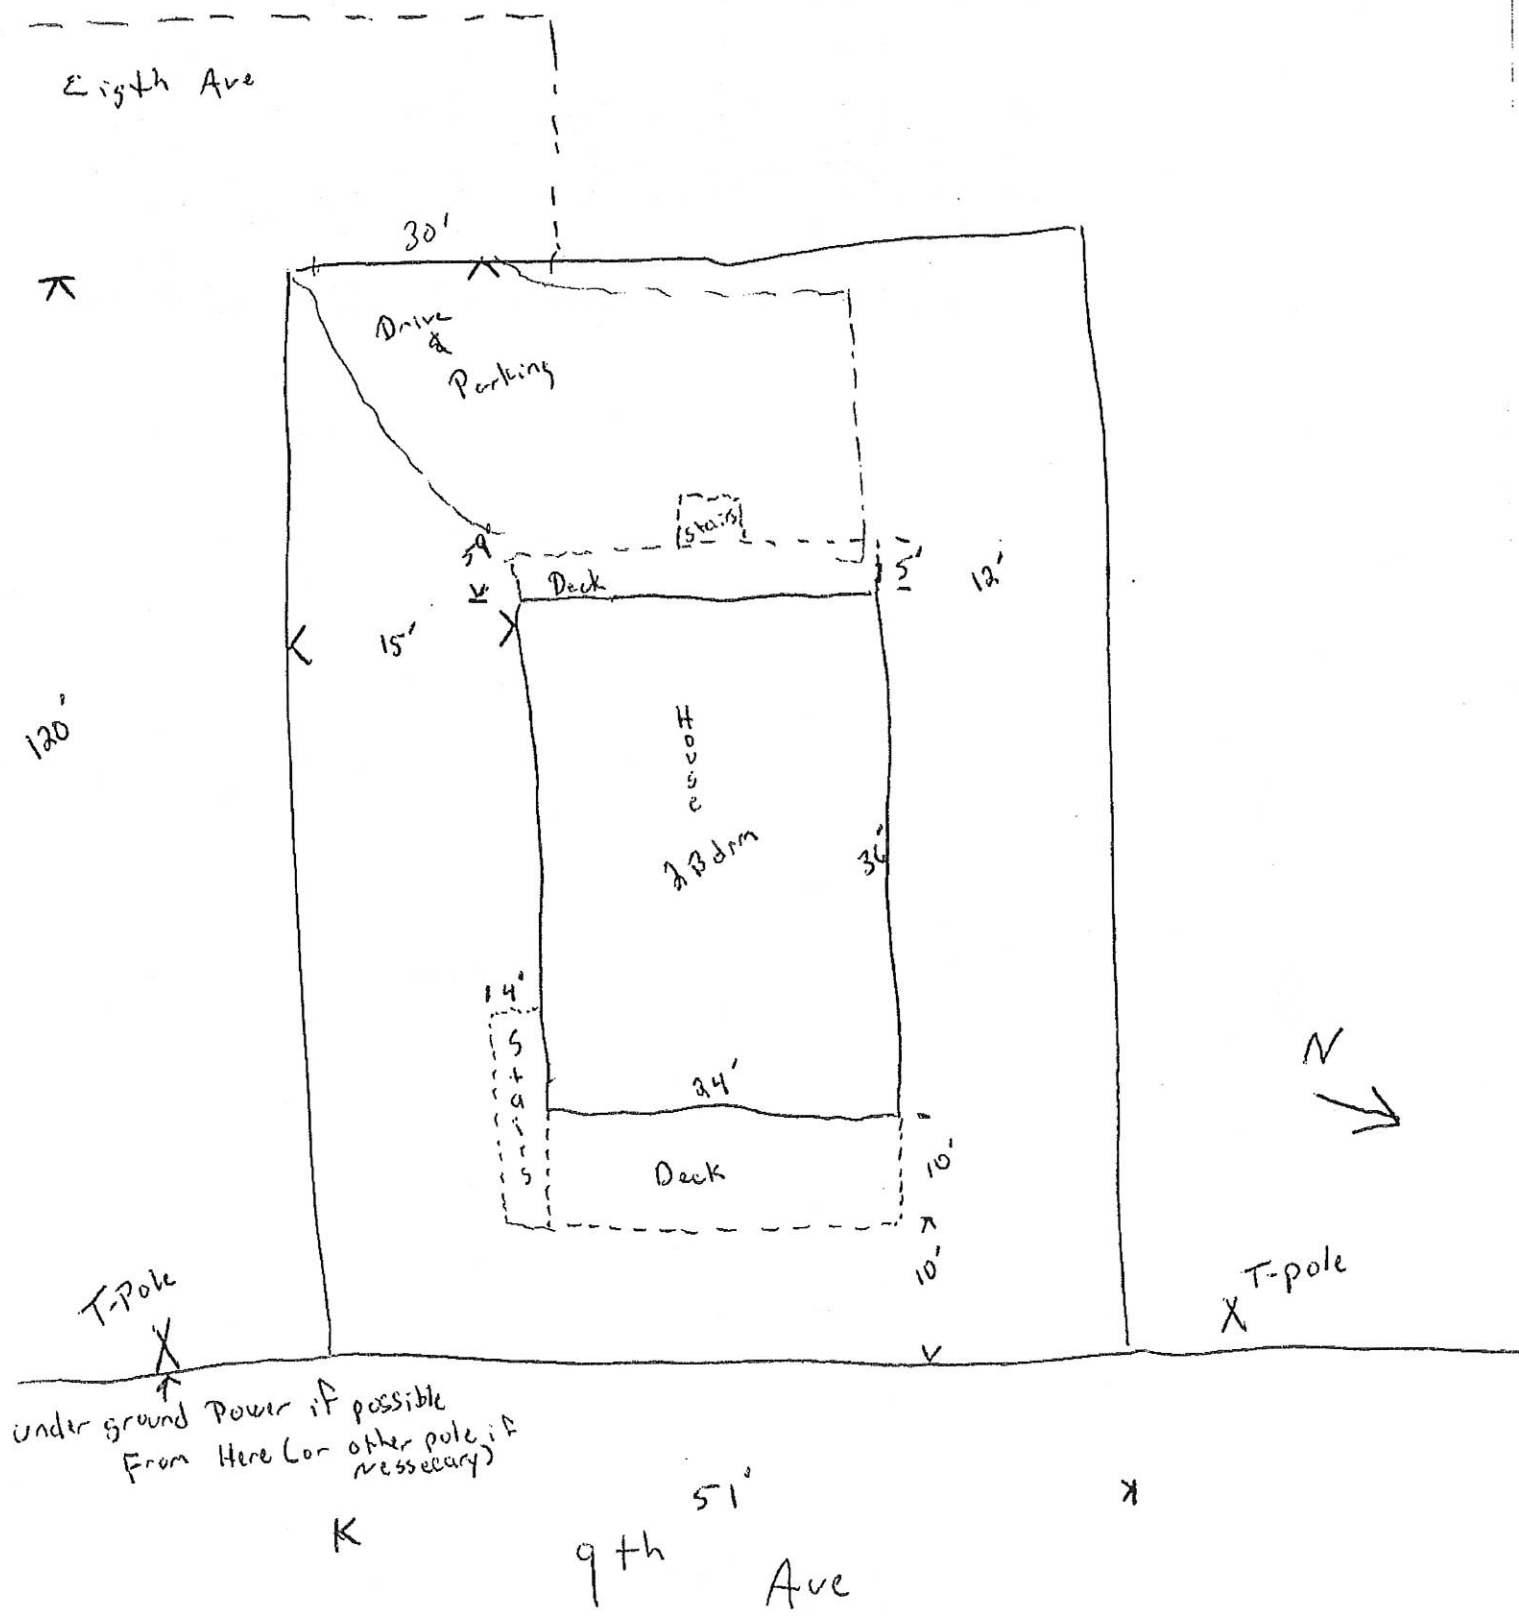 Eigth Ave
30'
Drive
&
Parking
Stairs
59'
Deck
5'
12'
15'
120'
House
2 Bdrm
36'
14'
Stairs
24'
Deck
10'
10'
N
T-Pole
X
T-pole
X
under ground Power if possible
From Here (or other pole if
Nessecary)
51'
9th
Ave